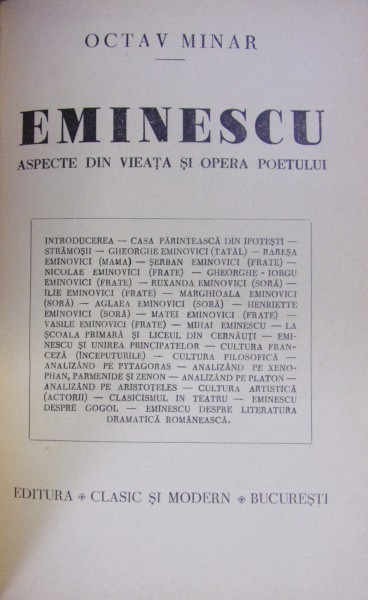 OCTAV MINAR
EMINESCU
ASPECTE DIN VIEAȚA ȘI OPERA POETULUI
INTRODUCEREA — CASA PĂRINTEASCĂ DIN IPOTEȘTI —
STRĂMOȘII — GHEORGHE EMINOVICI (TATĂL) — RAREȘA
EMINOVICI (MAMA) — ȘERBAN EMINOVICI (FRATE) —
NICOLAE EMINOVICI (FRATE) — GHEORGHE - IORGU
EMINOVICI (FRATE) — RUXANDA EMINOVICI (SORĂ) —
ILIE EMINOVICI (FRATE) — MARGHIOALA EMINOVICI
(SORĂ) — AGLAEA EMINOVICI (SORĂ) — HENRIETTE
EMINOVICI (SORĂ) — MATEI EMINOVICI (FRATE) —
VASILE EMINOVICI (FRATE) — MIHAI EMINESCU — LA
ȘCOALA PRIMARĂ ȘI LICEUL DIN CERNĂUȚI — EMI-
NESCU ȘI UNIREA PRINCIPATELOR — CULTURA FRAN-
CEZĂ (ÎNCEPUTURILE) — CULTURA FILOSOFICĂ —
ANALIZÂND PE PYTAGORAS — ANALIZÂND PE XENO-
PHAN, PARMENIDE ȘI ZENON — ANALIZÂND PE PLATON —
ANALIZÂND PE ARISTOTELES — CULTURA ARTISTICĂ
(ACTORII) — CLASICISMUL IN TEATRU — EMINESCU
DESPRE GOGOL — EMINESCU DESPRE LITERATURA
DRAMATICĂ ROMÂNEASCĂ.
EDITURA ◈ CLASIC ȘI MODERN ◈ BUCUREȘTI